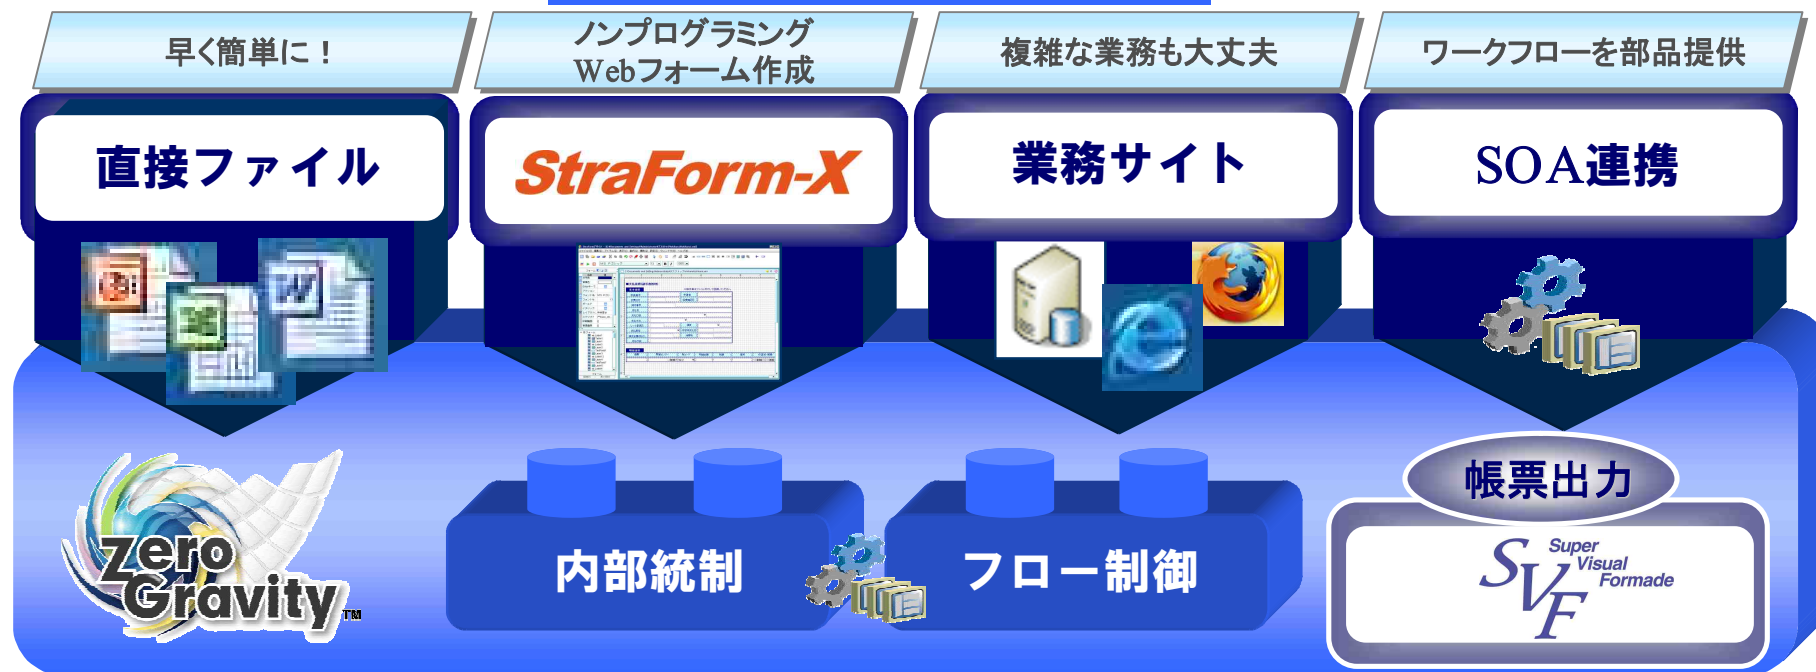 早く簡単に！
ノンプログラミング
Webフォーム作成
複雑な業務も大丈夫
ワークフローを部品提供
直接ファイル
StraForm-X
業務サイト
SOA連携
帳票出力
zero
Gravity™
内部統制
フロー制御
SVF
Super
Visual
Formade